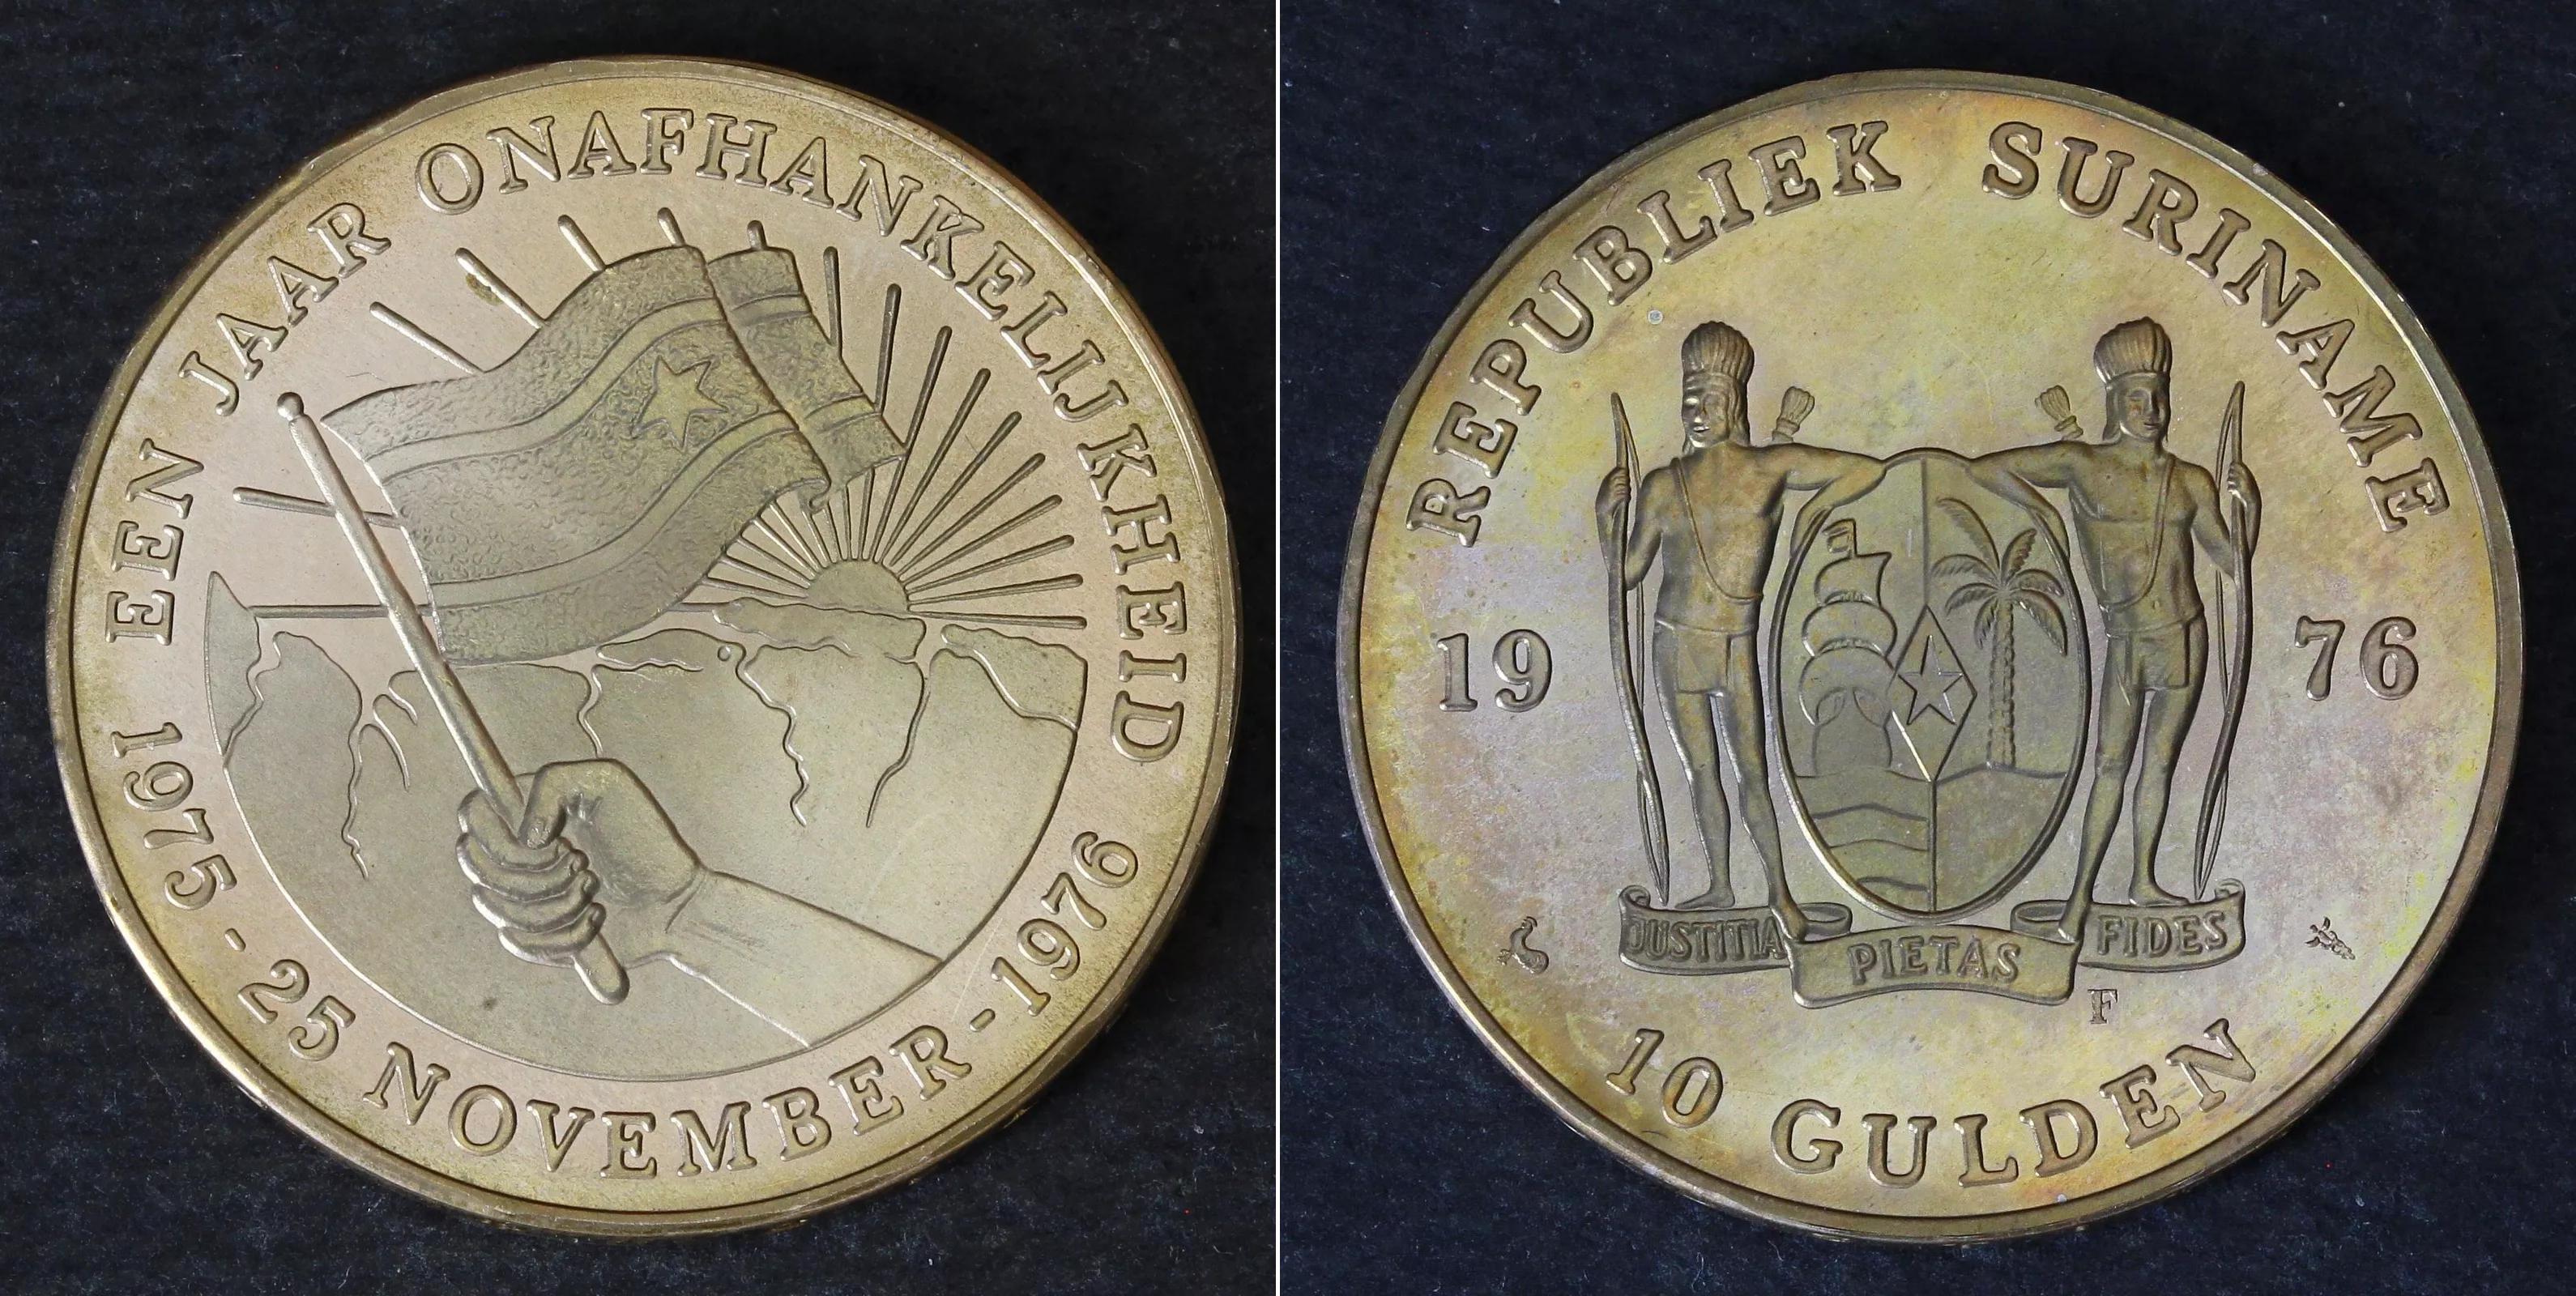 EEN JAAR ONAFHANKELIJKHEID
1975 - 25 NOVEMBER - 1976
REPUBLIEK SURINAME
19 76
JUSTITIA PIETAS FIDES
F
10 GULDEN